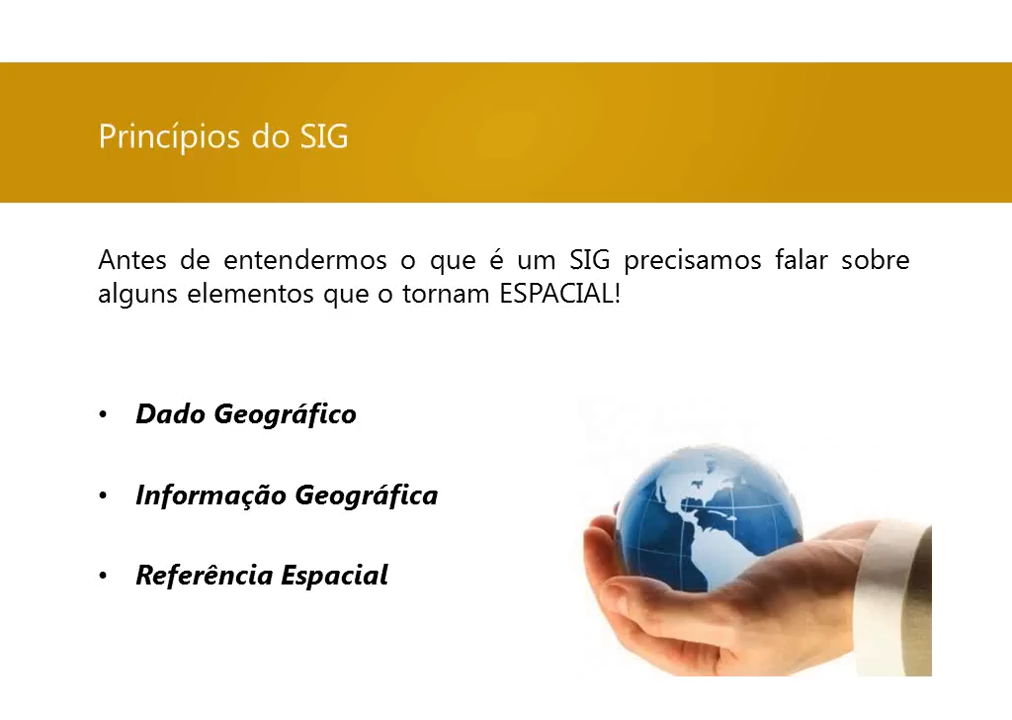 Princípios do SIG
Antes de entendermos o que é um SIG precisamos falar sobre
alguns elementos que o tornam ESPACIAL!
• Dado Geográfico
• Informação Geográfica
• Referência Espacial